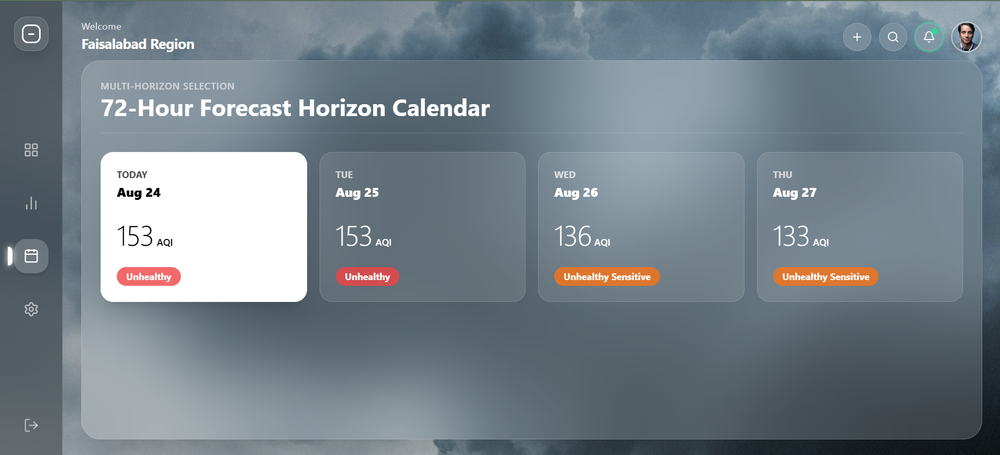 Welcome
Faisalabad Region
MULTI-HORIZON SELECTION
72-Hour Forecast Horizon Calendar
TODAY
Aug 24
153 AQI
Unhealthy
TUE
Aug 25
153 AQI
Unhealthy
WED
Aug 26
136 AQI
Unhealthy Sensitive
THU
Aug 27
133 AQI
Unhealthy Sensitive